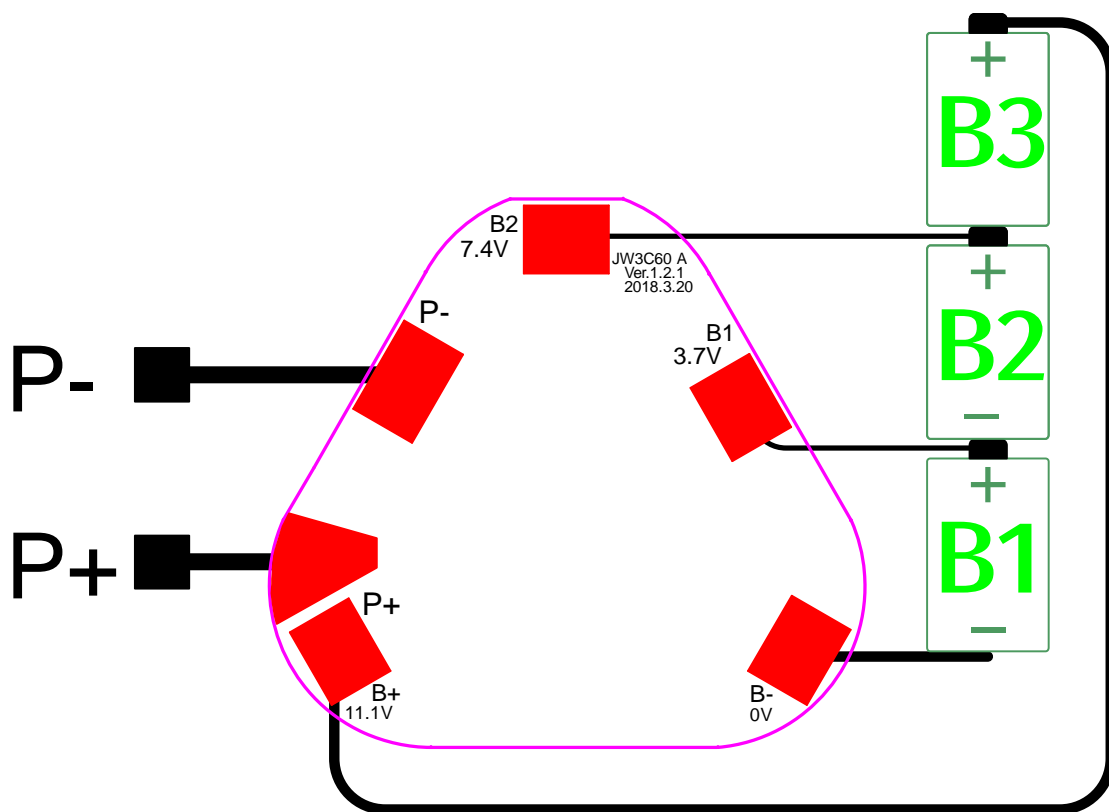 +
B3
B2
7.4V
JW3C60 A
Ver.1.2.1
2018.3.20
+
B2
−
P-
B1
3.7V
P-
+
B1
−
P+
P+
B+
11.1V
B-
0V